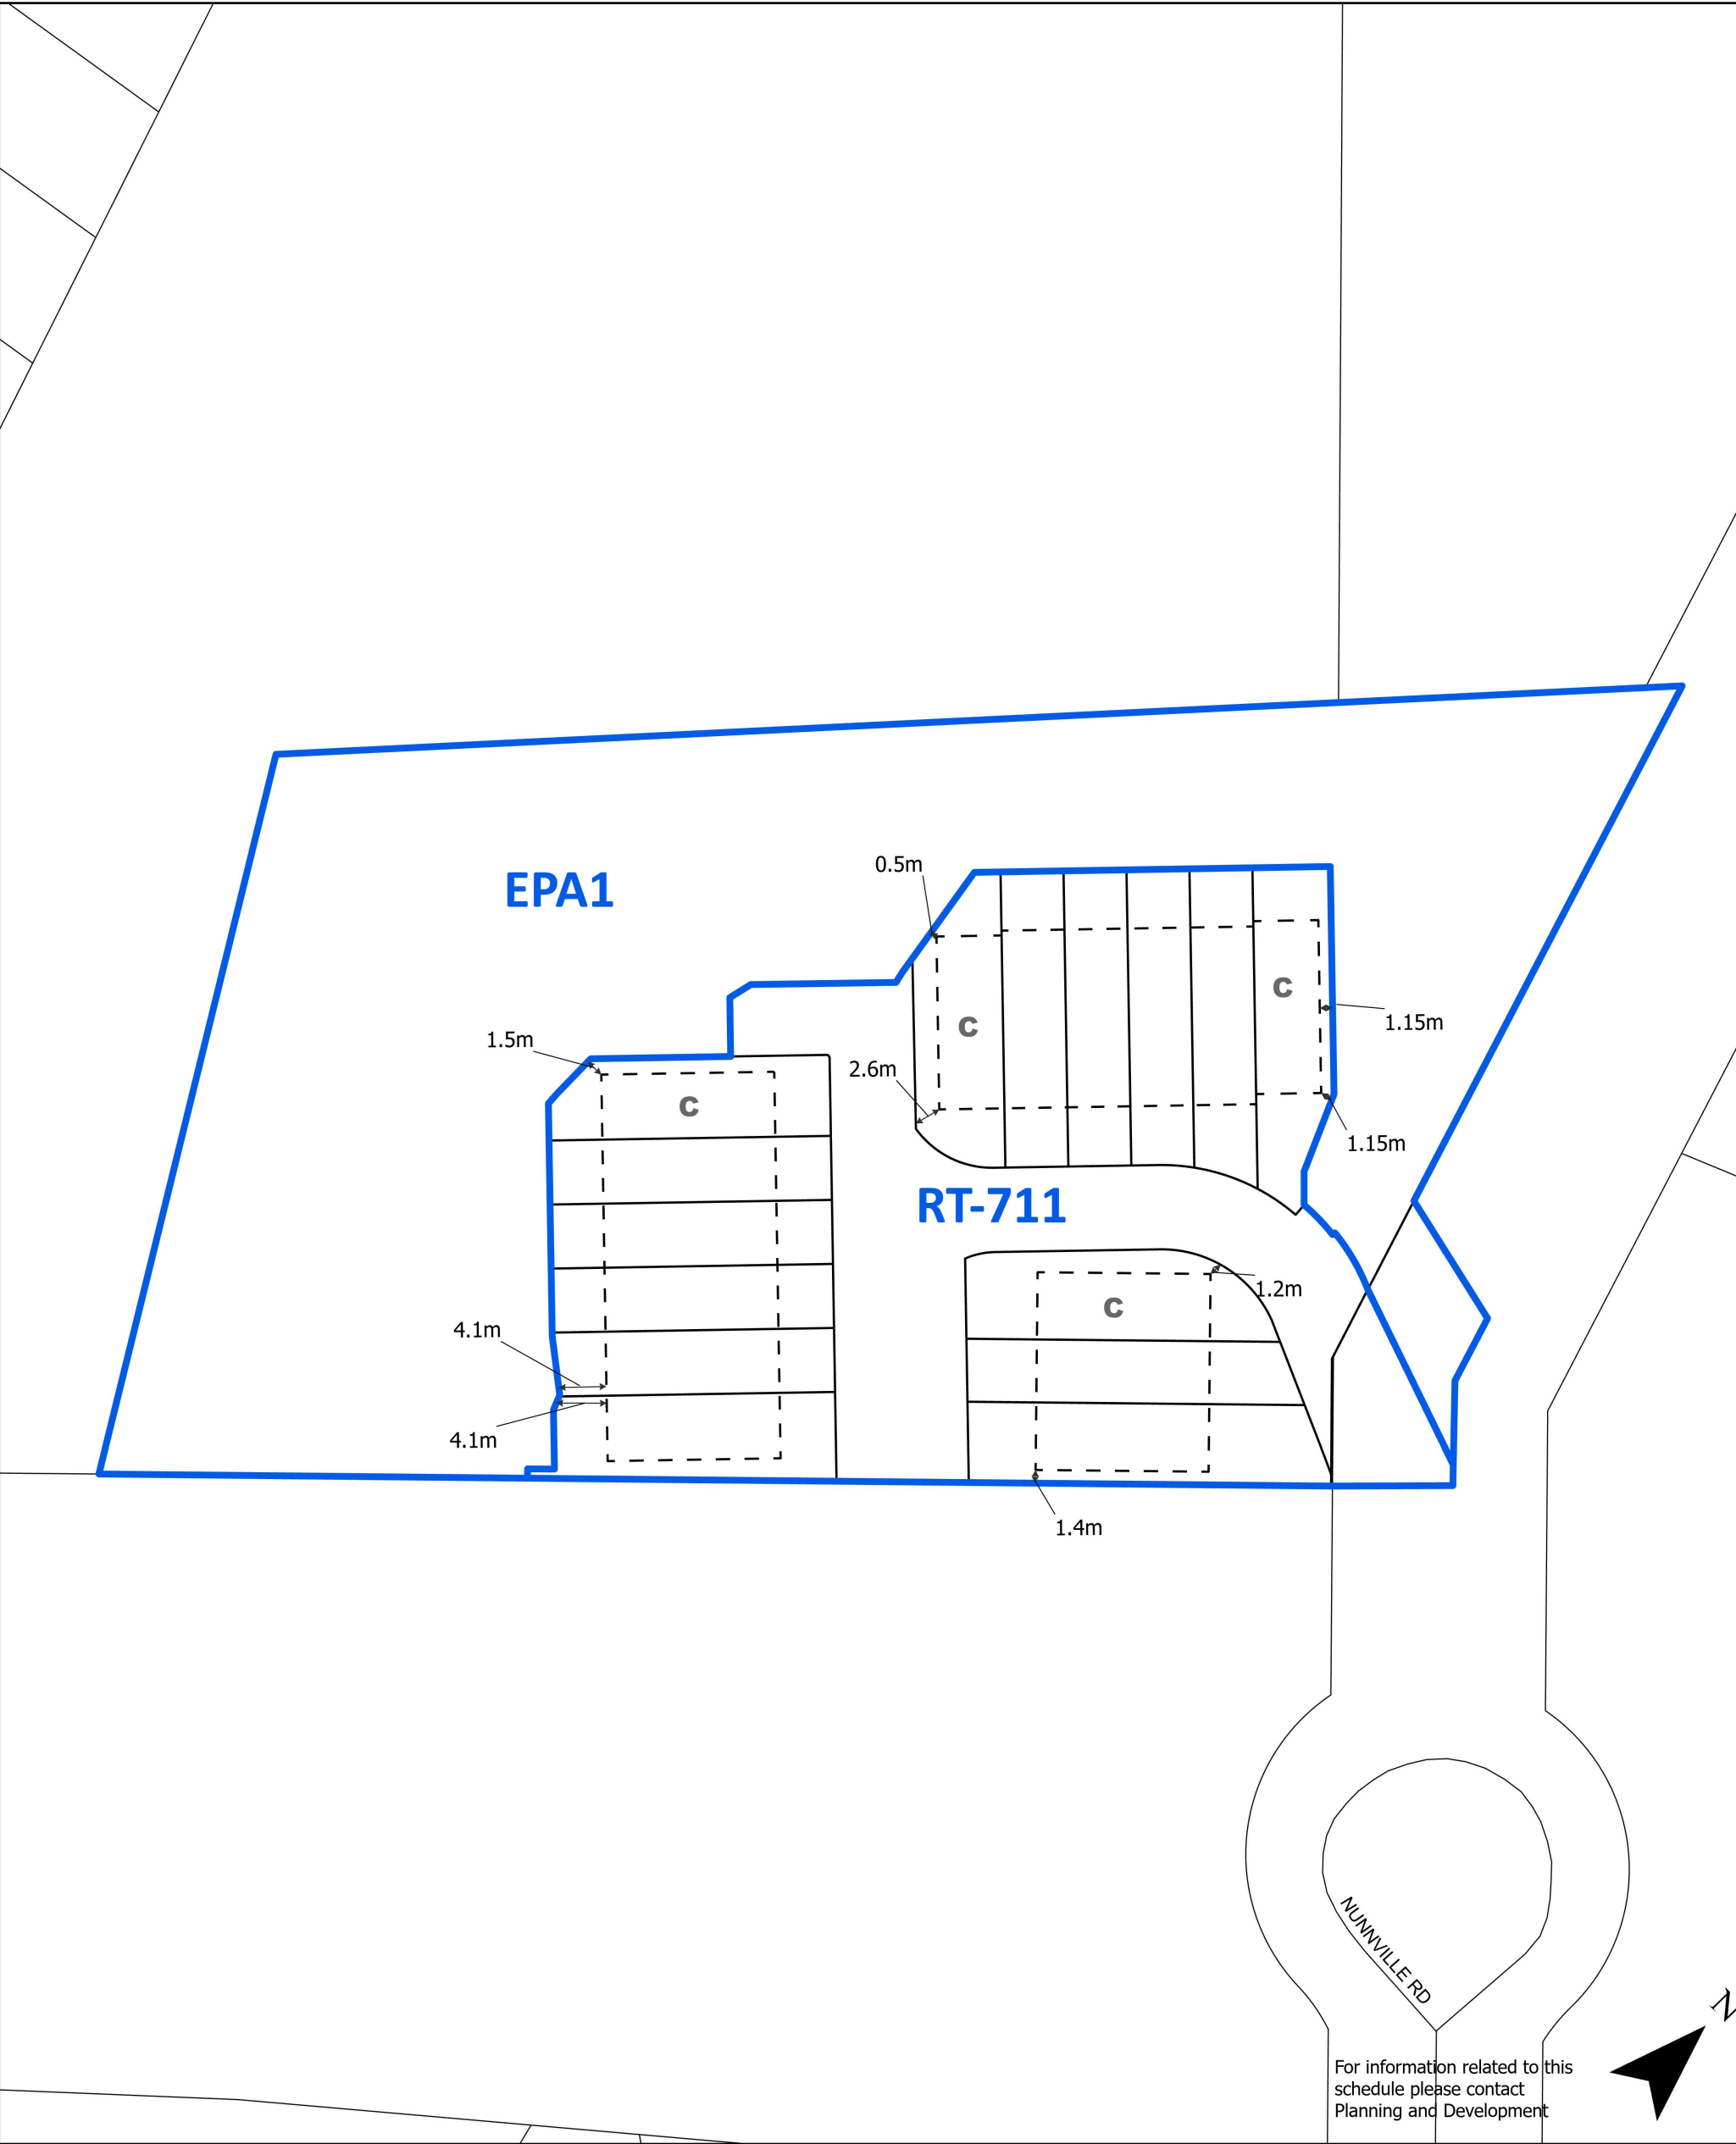 0.5m
EPA1
C
1.15m
C
1.5m
2.6m
C
1.15m
RT-711
1.2m
C
4.1m
4.1m
1.4m
NUNNVILLE RD
N
For information related to this
schedule please contact
Planning and Development